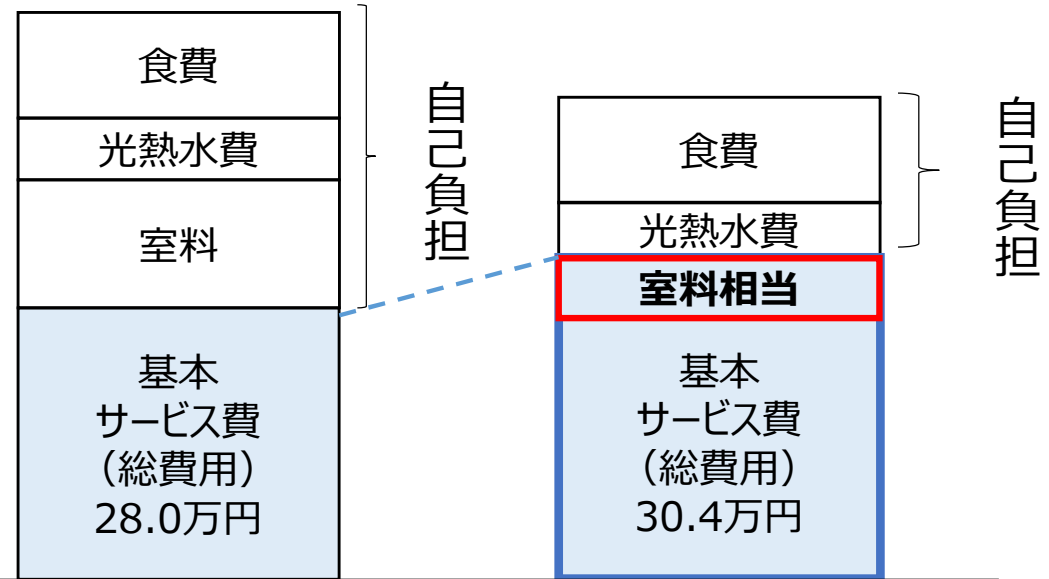 食費
光熱水費
室料
基本
サービス費
（総費用）
28.0万円
自己負担
食費
光熱水費
室料相当
基本
サービス費
（総費用）
30.4万円
自己負担